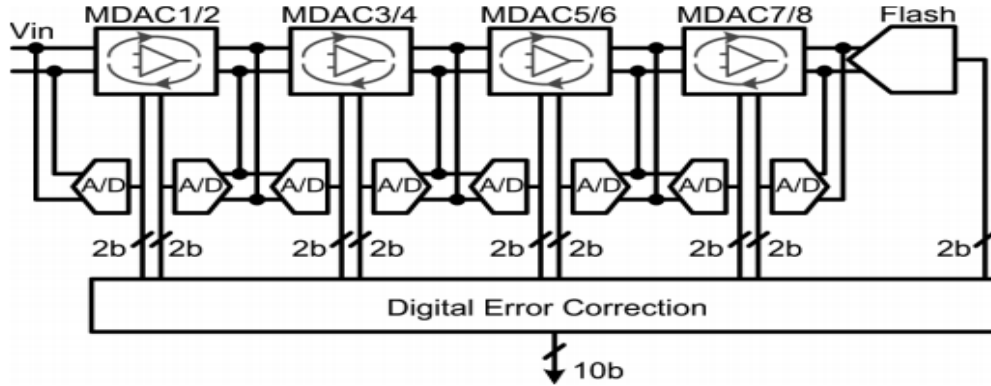 Vin MDAC1/2 MDAC3/4 MDAC5/6 MDAC7/8 Flash
A/D A/D A/D A/D A/D A/D A/D A/D
2b 2b 2b 2b 2b 2b 2b 2b 2b
Digital Error Correction
10b